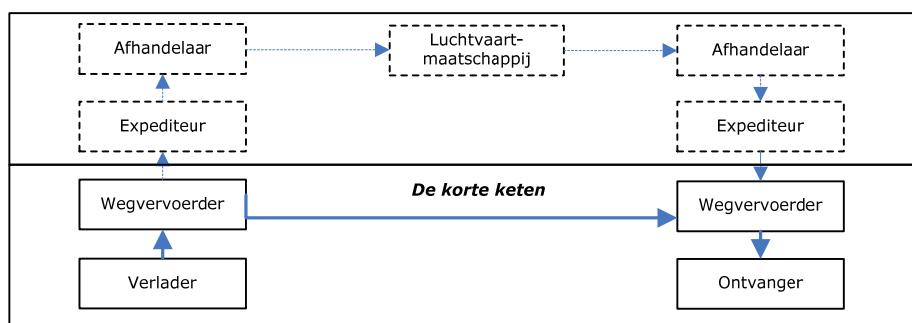 Afhandelaar
Luchtvaart-
maatschappij
Afhandelaar
Expediteur
Expediteur
De korte keten
Wegvervoerder
Wegvervoerder
Verlader
Ontvanger